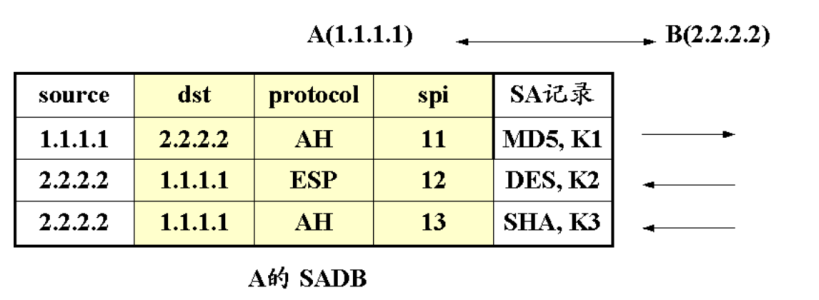 A(1.1.1.1) B(2.2.2.2)
source dst protocol spi SA记录
1.1.1.1 2.2.2.2 AH 11 MD5, K1
2.2.2.2 1.1.1.1 ESP 12 DES, K2
2.2.2.2 1.1.1.1 AH 13 SHA, K3
A的 SADB